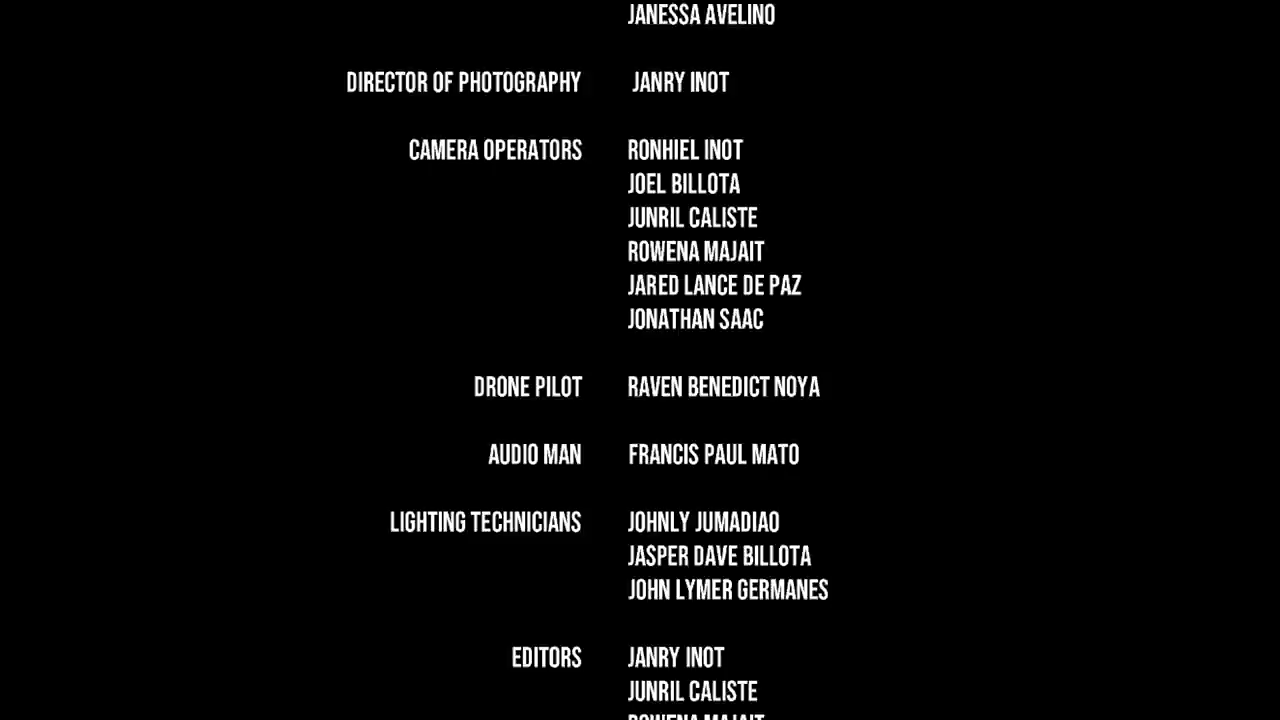 JANESSA AVELINO
DIRECTOR OF PHOTOGRAPHY JANRY INOT
CAMERA OPERATORS RONHIEL INOT
JOEL BILLOTA
JUNRIL CALISTE
ROWENA MAJAIT
JARED LANCE DE PAZ
JONATHAN SAAC
DRONE PILOT RAVEN BENEDICT NOYA
AUDIO MAN FRANCIS PAUL MATO
LIGHTING TECHNICIANS JOHNLY JUMADIAO
JASPER DAVE BILLOTA
JOHN LYMER GERMANES
EDITORS JANRY INOT
JUNRIL CALISTE
ROWENA MAJAIT